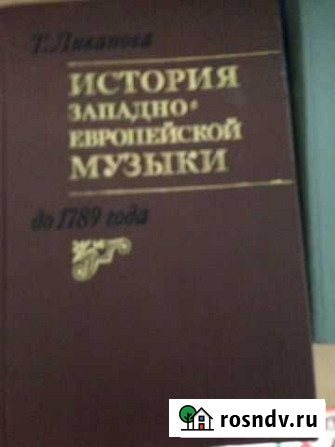 Т. Ливанова
ИСТОРИЯ
ЗАПАДНО-
ЕВРОПЕЙСКОЙ
МУЗЫКИ
до 1789 года
rosndv.ru